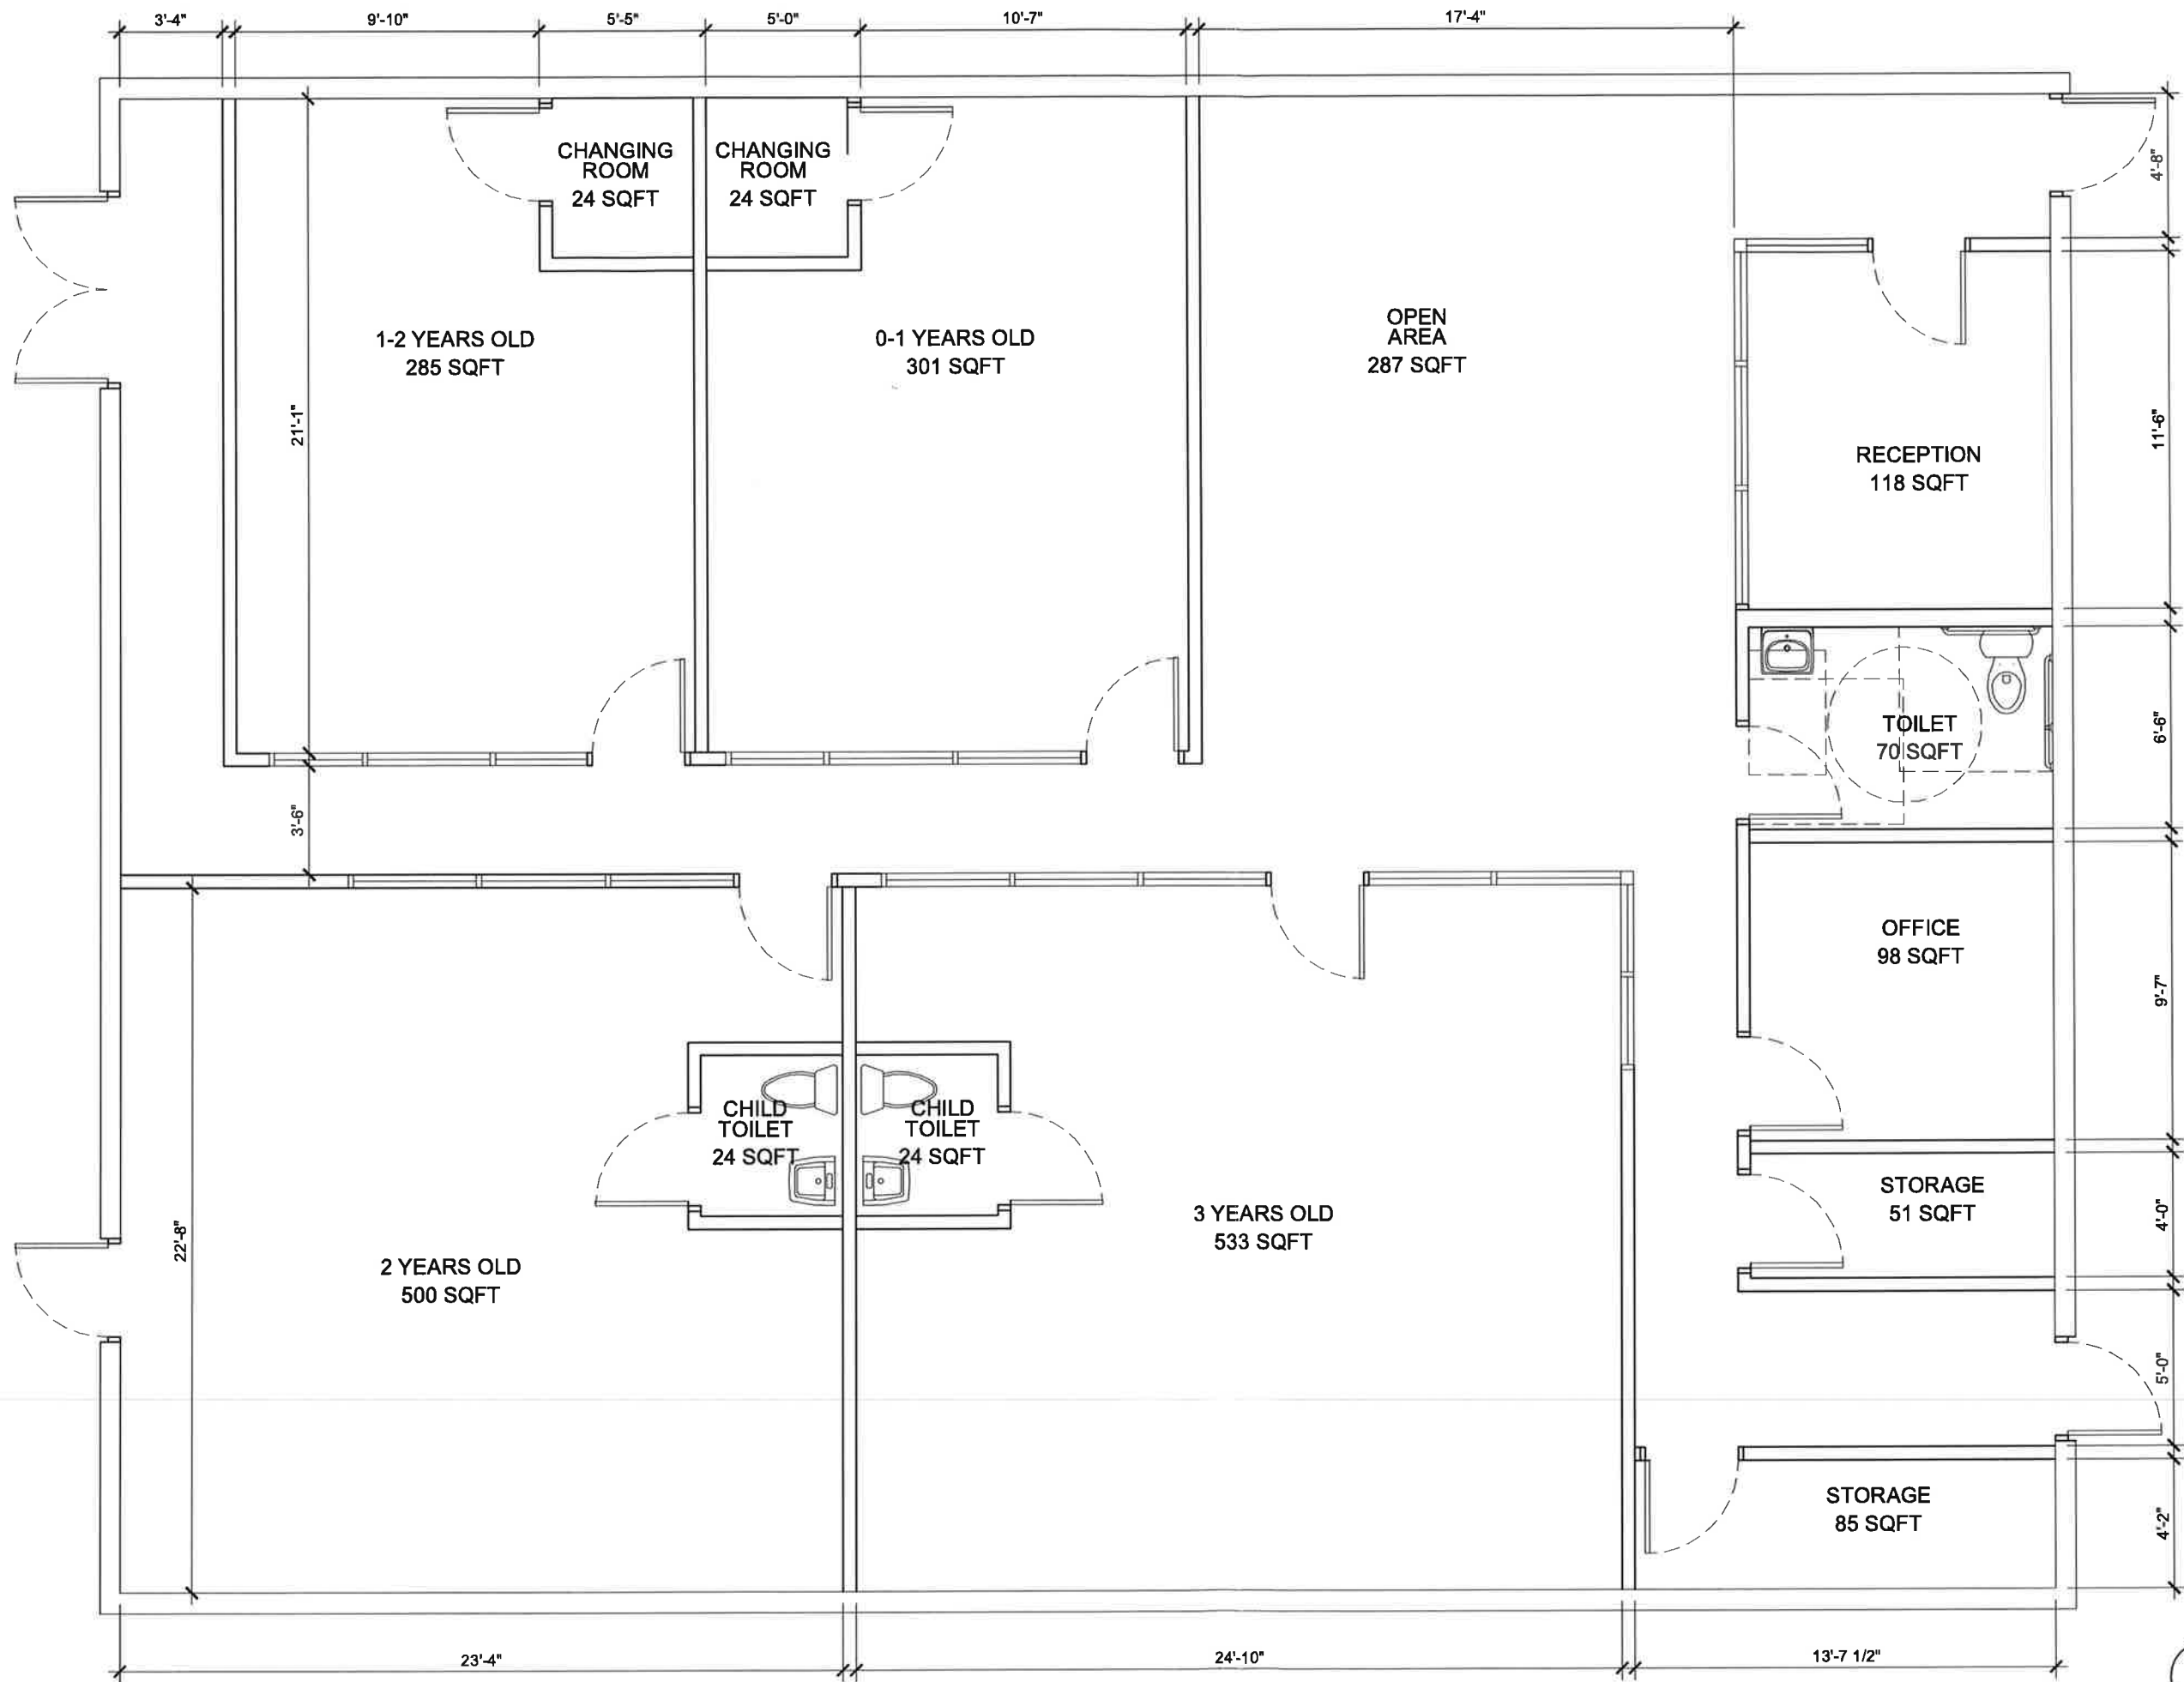 3'-4"
9'-10"
5'-5"
5'-0"
10'-7"
17'-4"
CHANGING
ROOM
24 SQFT
CHANGING
ROOM
24 SQFT
4'-8"
1-2 YEARS OLD
285 SQFT
0-1 YEARS OLD
301 SQFT
OPEN
AREA
287 SQFT
21'-1"
11'-6"
RECEPTION
118 SQFT
TOILET
70 SQFT
6'-6"
3'-6"
OFFICE
98 SQFT
9'-7"
CHILD
TOILET
24 SQFT
CHILD
TOILET
24 SQFT
STORAGE
51 SQFT
4'-0"
3 YEARS OLD
533 SQFT
22'-8"
2 YEARS OLD
500 SQFT
5'-0"
STORAGE
85 SQFT
4'-2"
23'-4"
24'-10"
13'-7 1/2"